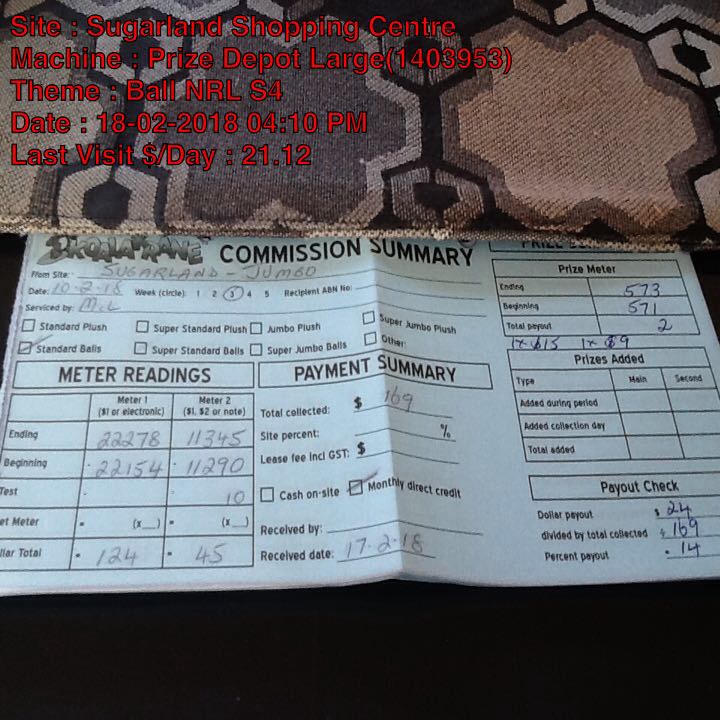 Site : Sugarland Shopping Centre
Machine : Prize Depot Large(1403953)
Theme : Ball NRL S4
Date : 18-02-2018 04:10 PM
Last Visit $/Day : 21.12
COMMISSION SUMMARY
From Site: SUGARLAND - JUMBO
Date: 10-2-18 Week (circle): 1 2 3 4 5 Recipient ABN No:
Serviced by: M.L
Standard Plush Super Standard Plush Jumbo Plush Super Jumbo Plush
Standard Balls Super Standard Balls Super Jumbo Balls Other:
METER READINGS
Meter 1 Meter 2
($1 or electronic) ($1, $2 or note)
Ending 22278 11345
Beginning 22154 11290
Test - 10
et Meter = (x__) = (x__)
llar Total = 124 = 45
PAYMENT SUMMARY
Total collected: $ 169
Site percent: %
Lease fee incl GST: $
Cash on-site Monthly direct credit
Received by:
Received date: 17-2-18
Prize Meter
Ending 573
Beginning 571
Total payout 2
1x $15 1x $9
Prizes Added
Type Main Second
Added during period
Added collection day
Total added
Payout Check
Dollar payout $ 24
divided by total collected ÷ 169
Percent payout = 14